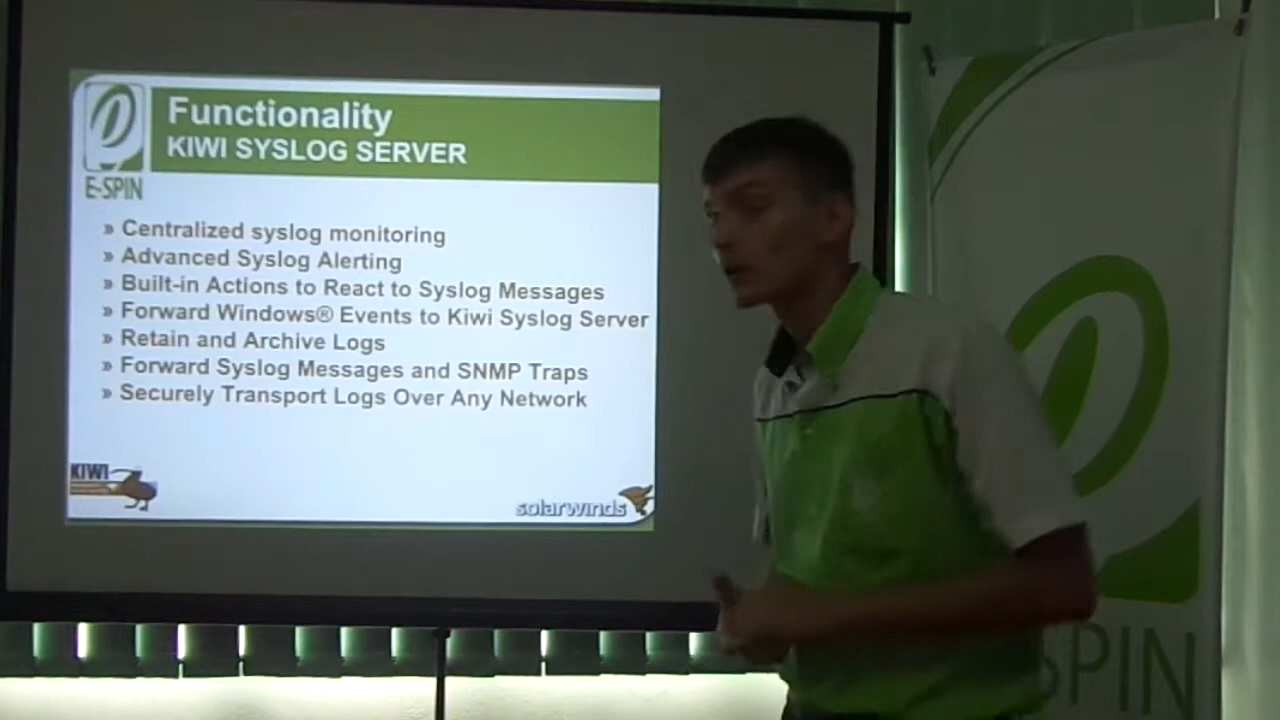 Functionality
KIWI SYSLOG SERVER
E-SPIN
» Centralized syslog monitoring
» Advanced Syslog Alerting
» Built-in Actions to React to Syslog Messages
» Forward Windows® Events to Kiwi Syslog Server
» Retain and Archive Logs
» Forward Syslog Messages and SNMP Traps
» Securely Transport Logs Over Any Network
KIWI
solarwinds
SPIN